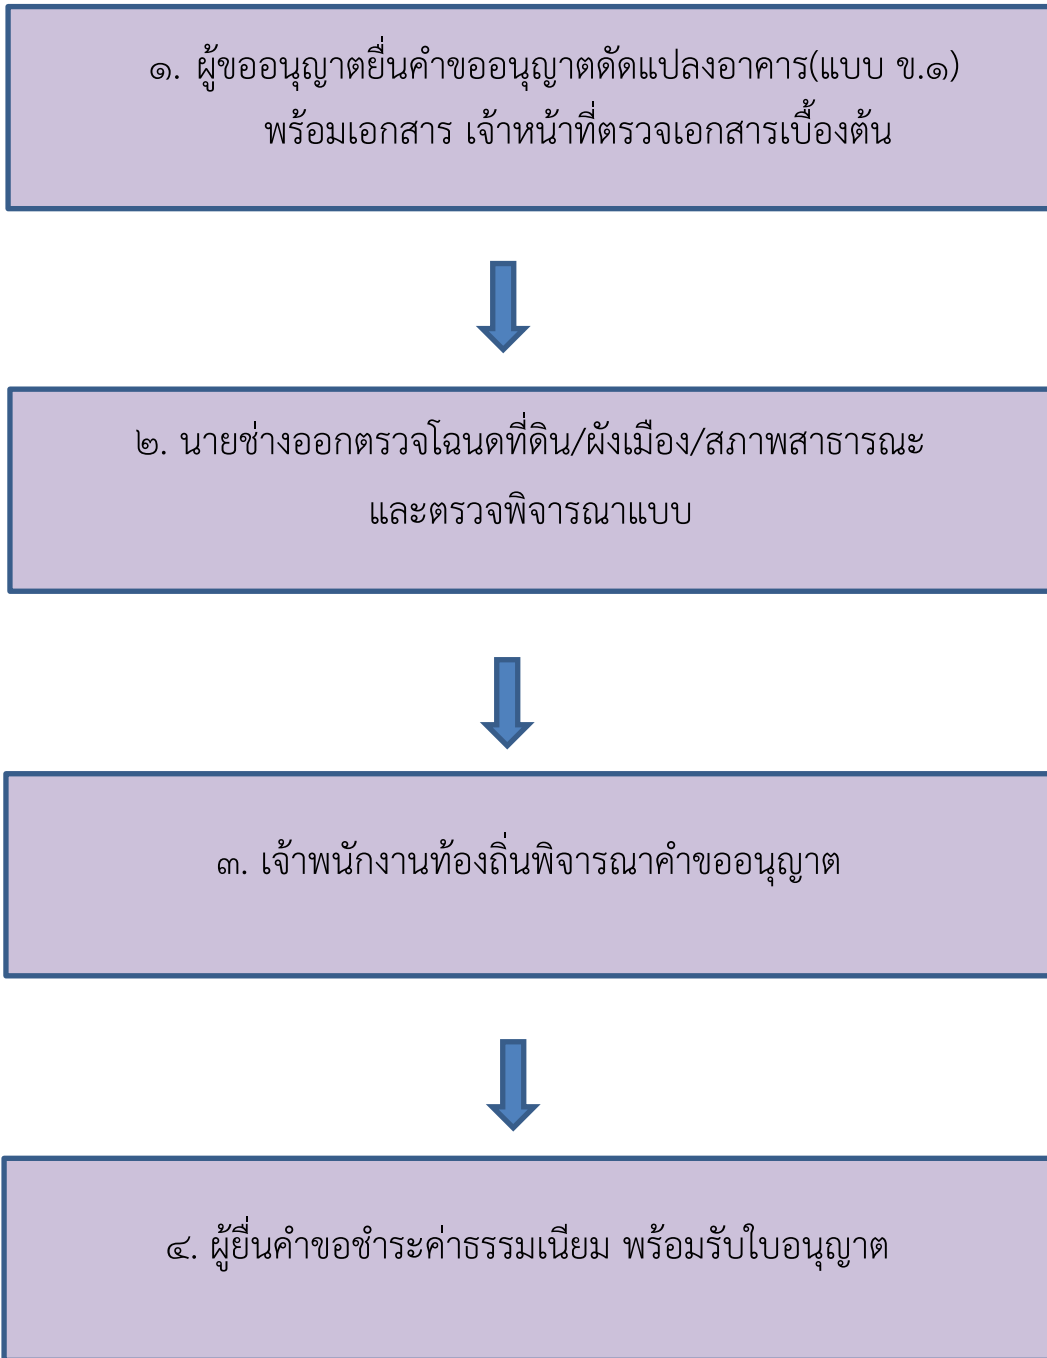 ๑. ผู้ขออนุญาตยื่นคำขออนุญาตดัดแปลงอาคาร(แบบ ข.๑)
พร้อมเอกสาร เจ้าหน้าที่ตรวจเอกสารเบื้องต้น
๒. นายช่างออกตรวจโฉนดที่ดิน/ผังเมือง/สภาพสาธารณะ
และตรวจพิจารณาแบบ
๓. เจ้าพนักงานท้องถิ่นพิจารณาคำขออนุญาต
๔. ผู้ยื่นคำขอชำระค่าธรรมเนียม พร้อมรับใบอนุญาต